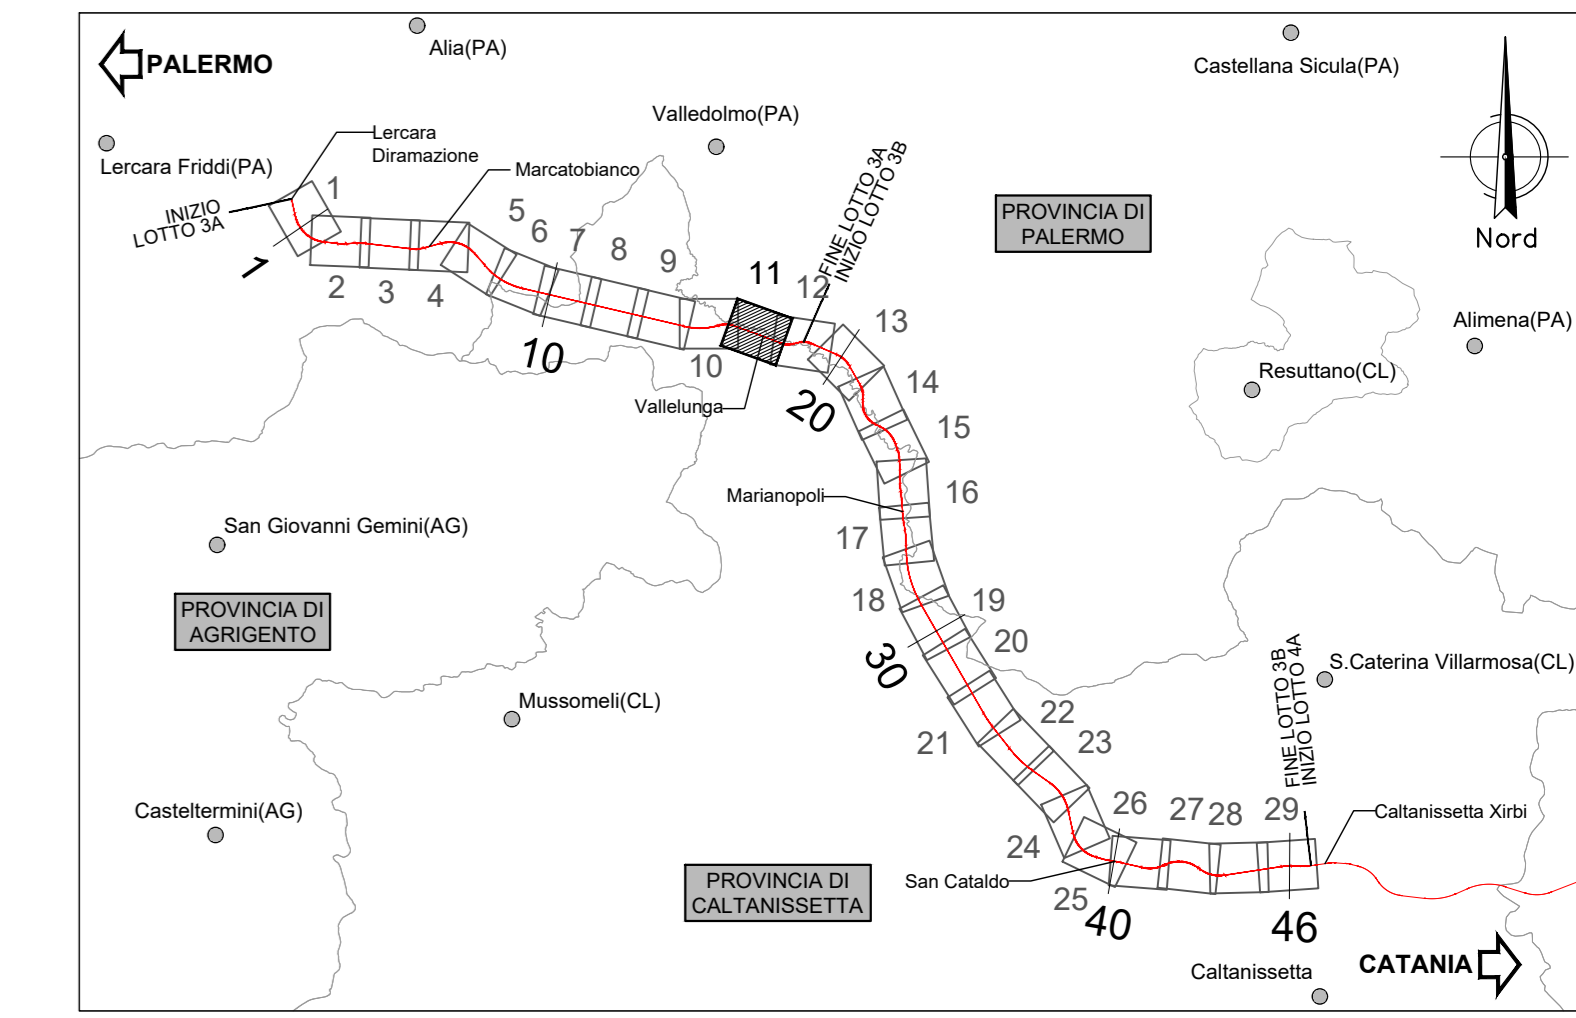 PALERMO
Alia(PA)
Castellana Sicula(PA)
Valledolmo(PA)
Lercara
Diramazione
Lercara Friddi(PA)
Marcatobianco
INIZIO
LOTTO 3A
FINE LOTTO 3A
INIZIO LOTTO 3B
PROVINCIA DI
PALERMO
Nord
1
1
2
3
4
5
6
7
8
9
10
10
11
12
13
14
15
16
17
18
19
20
20
21
22
23
24
25
26
27
28
29
30
40
46
Alimena(PA)
Resuttano(CL)
Vallelunga
Marianopoli
San Giovanni Gemini(AG)
PROVINCIA DI
AGRIGENTO
Mussomeli(CL)
S.Caterina Villarmosa(CL)
FINE LOTTO 3B
INIZIO LOTTO 4A
Casteltermini(AG)
Caltanissetta Xirbi
San Cataldo
PROVINCIA DI
CALTANISSETTA
CATANIA
Caltanissetta